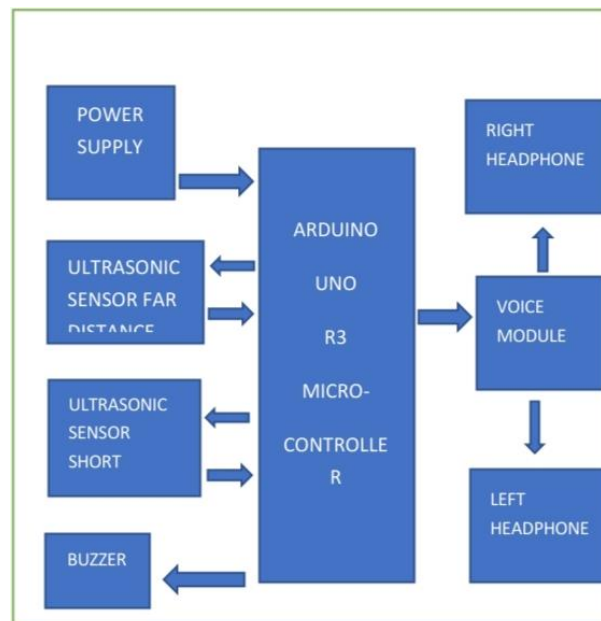 POWER
SUPPLY
ULTRASONIC
SENSOR FAR
DISTANCE
ULTRASONIC
SENSOR
SHORT
BUZZER
ARDUINO
UNO
R3
MICRO-
CONTROLLE
R
RIGHT
HEADPHONE
VOICE
MODULE
LEFT
HEADPHONE